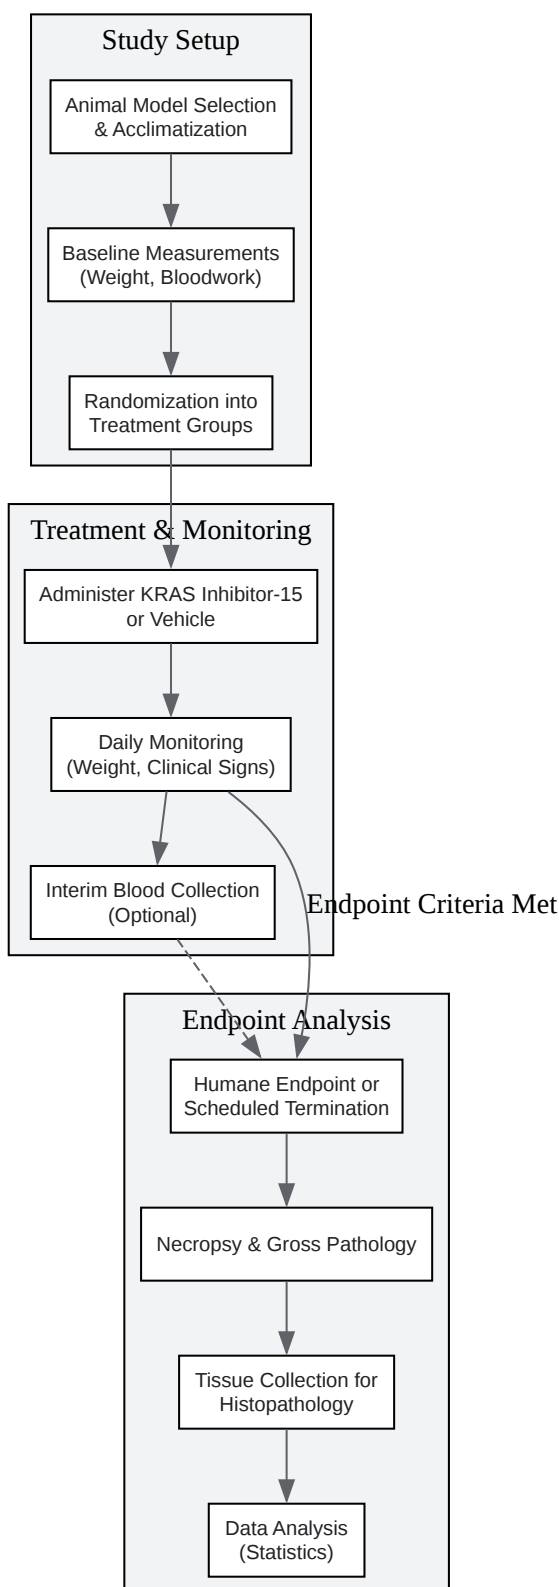 Study Setup
Animal Model Selection
& Acclimatization
Baseline Measurements
(Weight, Bloodwork)
Randomization into
Treatment Groups
Treatment & Monitoring
Administer KRAS Inhibitor-15
or Vehicle
Daily Monitoring
(Weight, Clinical Signs)
Interim Blood Collection
(Optional)
Endpoint Criteria Met
Endpoint Analysis
Humane Endpoint or
Scheduled Termination
Necropsy & Gross Pathology
Tissue Collection for
Histopathology
Data Analysis
(Statistics)